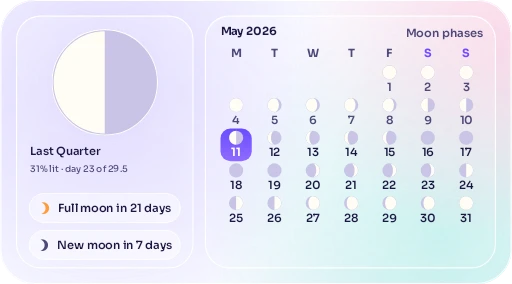 Last Quarter
31% lit · day 23 of 29.5
Full moon in 21 days
New moon in 7 days
May 2026 Moon phases
M T W T F S S
1 2 3
4 5 6 7 8 9 10
11 12 13 14 15 16 17
18 19 20 21 22 23 24
25 26 27 28 29 30 31